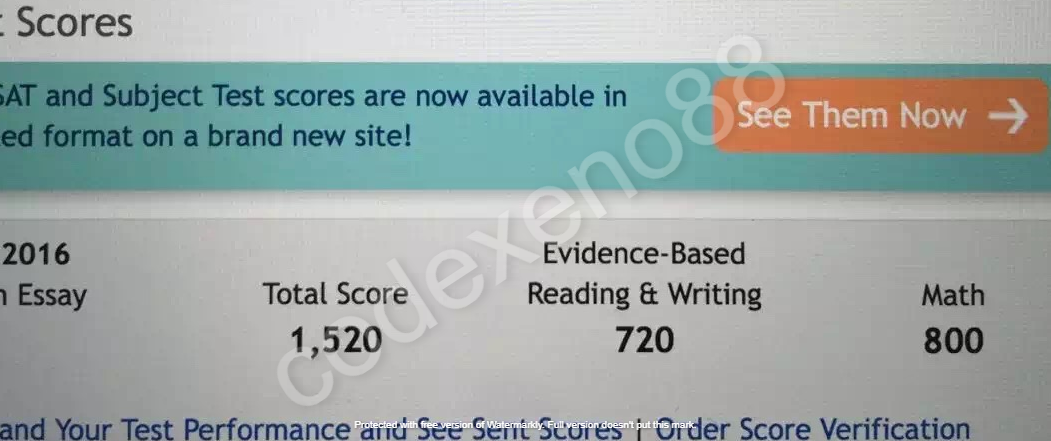 Scores
SAT and Subject Test scores are now available in
ed format on a brand new site!
See Them Now →
2016
Essay
Total Score
1,520
Evidence-Based
Reading & Writing
720
Math
800
codexeno88
and Your Test Performance and See Sent Scores | Order Score Verification
Protected with free version of Watermarkly. Full version doesn't put this mark.